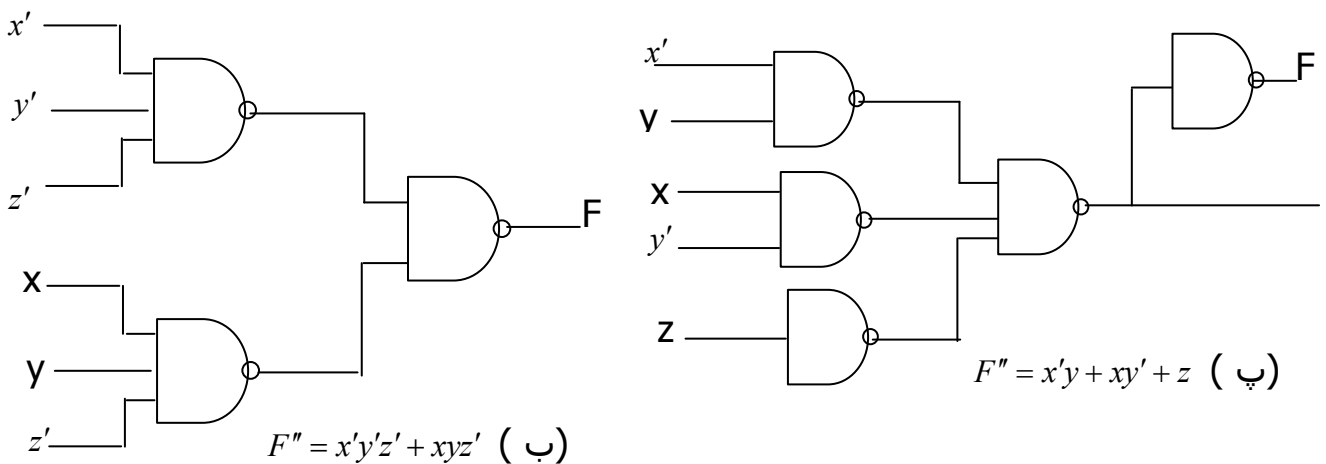 x′
y′
z′
F
x
y
z′
F″ = x′y′z′ + xyz′ ( ب )
x′
y
x
y′
z
F
F″ = x′y + xy′ + z ( پ )